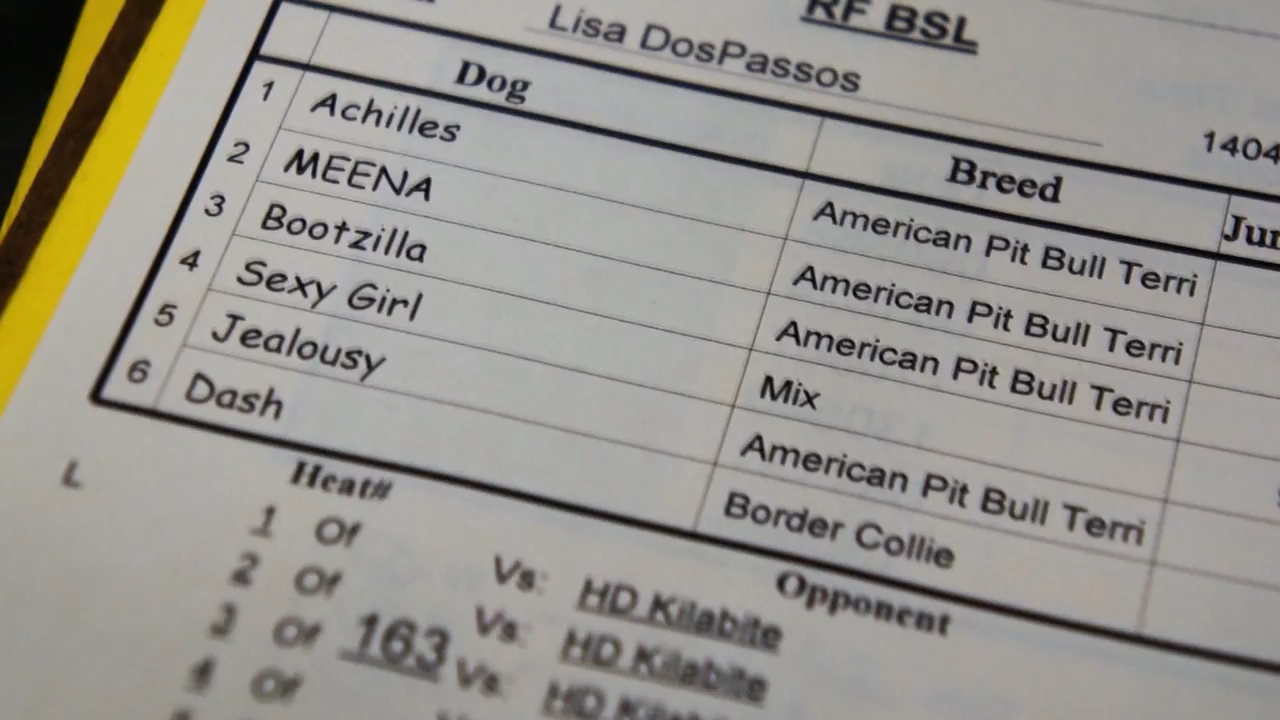 RF BSL
Lisa DosPassos
1404
Dog Breed Jur
1 Achilles American Pit Bull Terri
2 MEENA American Pit Bull Terri
3 Bootzilla American Pit Bull Terri
4 Sexy Girl Mix
5 Jealousy American Pit Bull Terri
6 Dash Border Collie
L
Heat# Opponent
1 Of Vs: HD Kilabite
2 Of Vs: HD Kilabite
3 Of 163 Vs: HD Kilabite
4 Of